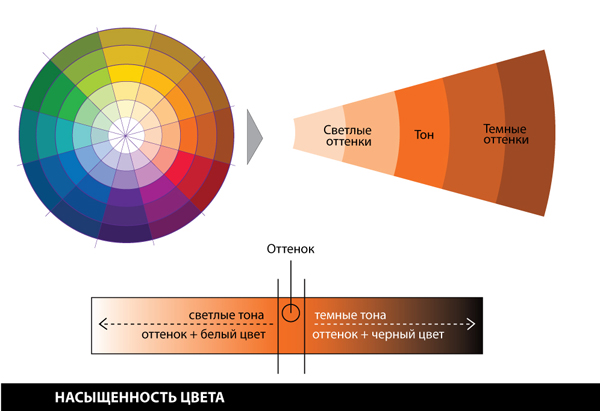 Светлые
оттенки
Тон
Темные
оттенки
Оттенок
светлые тона
оттенок + белый цвет
темные тона
оттенок + черный цвет
НАСЫЩЕННОСТЬ ЦВЕТА